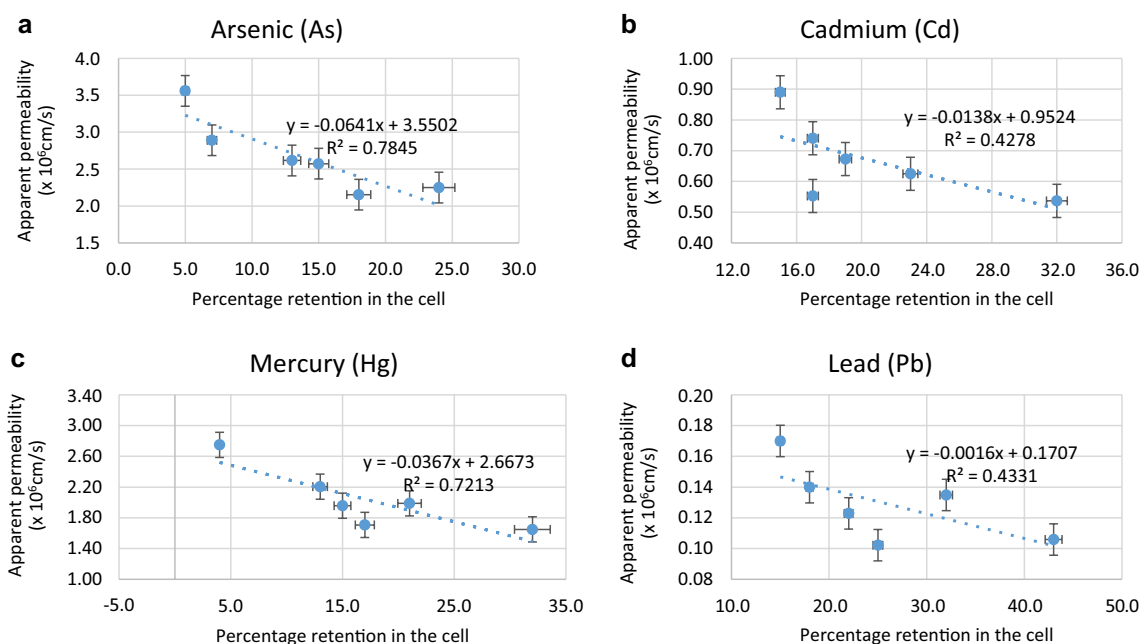 a
Arsenic (As)
Apparent permeability
(x 10⁶cm/s)
4.0
3.5
3.0
2.5
2.0
1.5
y = -0.0641x + 3.5502
R² = 0.7845
0.0 5.0 10.0 15.0 20.0 25.0 30.0
Percentage retention in the cell
b
Cadmium (Cd)
Apparent permeability
(x 10⁶cm/s)
1.00
0.90
0.80
0.70
0.60
0.50
0.40
y = -0.0138x + 0.9524
R² = 0.4278
12.0 16.0 20.0 24.0 28.0 32.0 36.0
Percentage retention in the cell
c
Mercury (Hg)
Apparent permeability
(x 10⁶cm/s)
3.40
3.00
2.60
2.20
1.80
1.40
1.00
y = -0.0367x + 2.6673
R² = 0.7213
-5.0 5.0 15.0 25.0 35.0
Percentage retention in the cell
d
Lead (Pb)
Apparent permeability
(x 10⁶cm/s)
0.20
0.18
0.16
0.14
0.12
0.10
0.08
y = -0.0016x + 0.1707
R² = 0.4331
10.0 20.0 30.0 40.0 50.0
Percentage retention in the cell